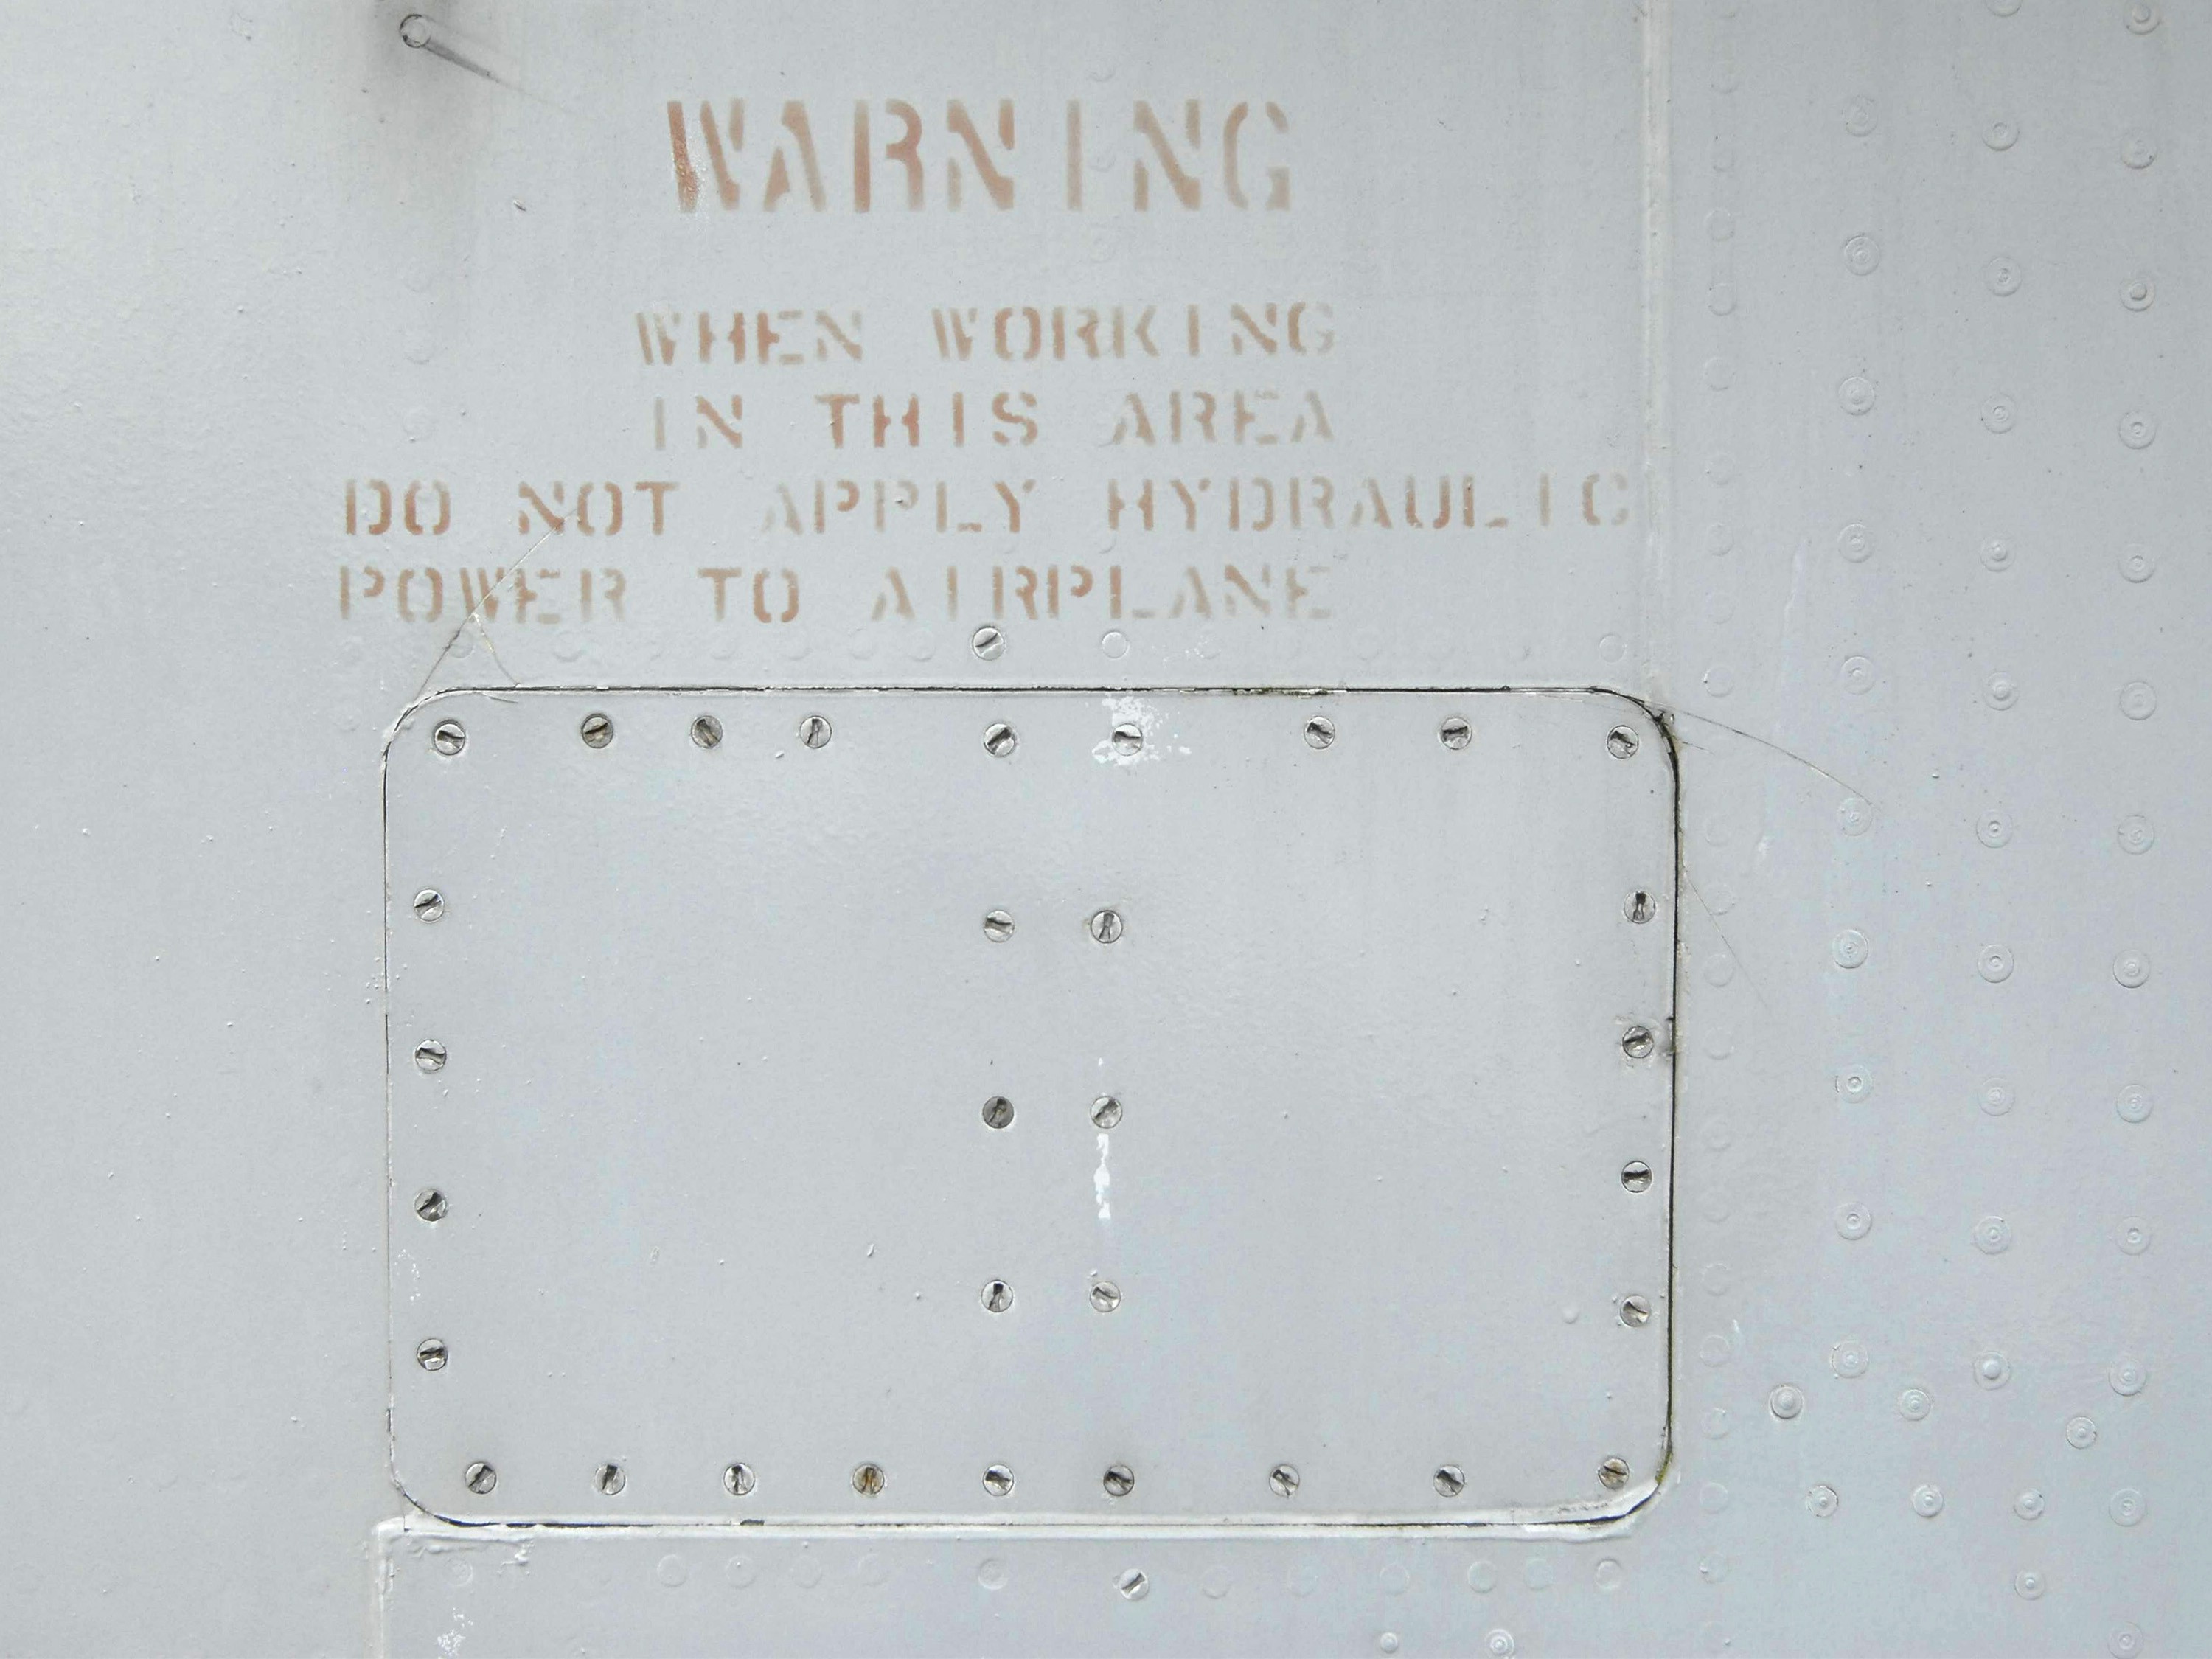 WARNING
WHEN WORKING
IN THIS AREA
DO NOT APPLY HYDRAULIC
POWER TO AIRPLANE